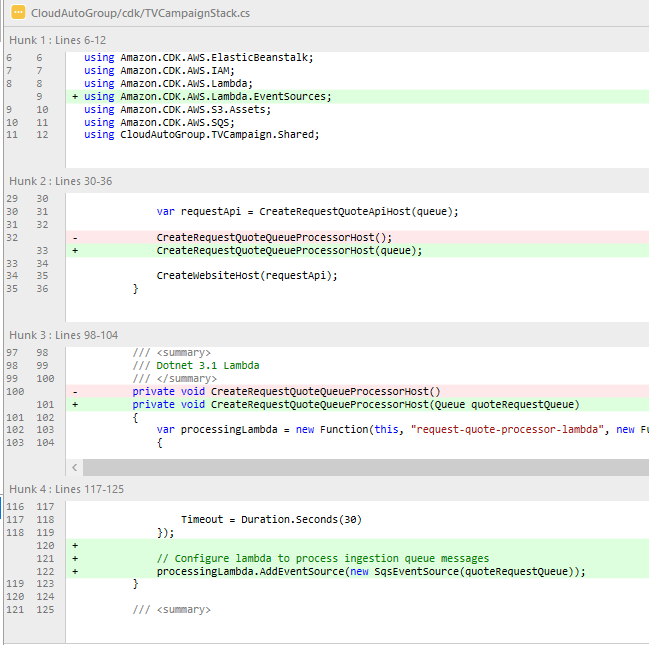 CloudAutoGroup/cdk/TVCampaignStack.cs
Hunk 1 : Lines 6-12
6 6 using Amazon.CDK.AWS.ElasticBeanstalk;
7 7 using Amazon.CDK.AWS.IAM;
8 8 using Amazon.CDK.AWS.Lambda;
9 + using Amazon.CDK.AWS.Lambda.EventSources;
9 10 using Amazon.CDK.AWS.S3.Assets;
10 11 using Amazon.CDK.AWS.SQS;
11 12 using CloudAutoGroup.TVCampaign.Shared;
Hunk 2 : Lines 30-36
29 30
30 31 var requestApi = CreateRequestQuoteApiHost(queue);
31 32
32 - CreateRequestQuoteQueueProcessorHost();
33 + CreateRequestQuoteQueueProcessorHost(queue);
33 34
34 35 CreateWebsiteHost(requestApi);
35 36 }
Hunk 3 : Lines 98-104
97 98 /// <summary>
98 99 /// Dotnet 3.1 Lambda
99 100 /// </summary>
100 - private void CreateRequestQuoteQueueProcessorHost()
101 + private void CreateRequestQuoteQueueProcessorHost(Queue quoteRequestQueue)
101 102 {
102 103 var processingLambda = new Function(this, "request-quote-processor-lambda", new Fu
103 104 {
Hunk 4 : Lines 117-125
116 117
117 118 Timeout = Duration.Seconds(30)
118 119 });
120 +
121 + // Configure lambda to process ingestion queue messages
122 + processingLambda.AddEventSource(new SqsEventSource(quoteRequestQueue));
119 123 }
120 124
121 125 /// <summary>